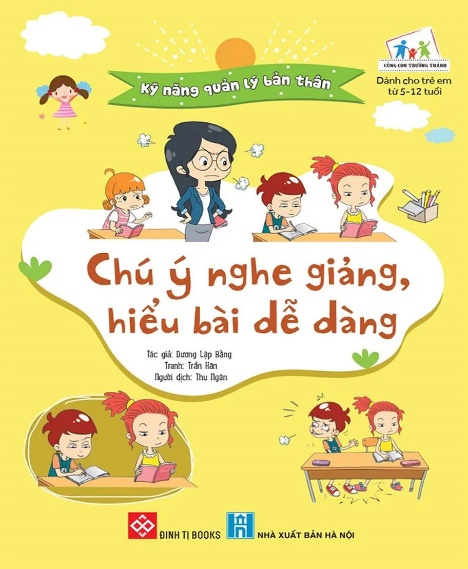 Kỹ năng quản lý bản thân
CÙNG CON TRƯỞNG THÀNH
Dành cho trẻ em
từ 5-12 tuổi
Chú ý nghe giảng,
hiểu bài dễ dàng
Tác giả: Dương Lập Bằng
Tranh: Trần Hân
Người dịch: Thu Ngân
ĐINH TỊ BOOKS
NHÀ XUẤT BẢN HÀ NỘI